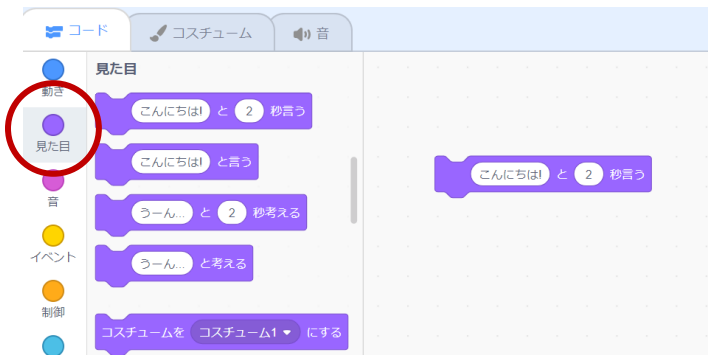 コード
コスチューム
音
動き
見た目
音
イベント
制御
見た目
こんにちは! と 2 秒言う
こんにちは! と言う
うーん... と 2 秒考える
うーん... と考える
コスチュームを コスチューム1 にする
こんにちは! と 2 秒言う